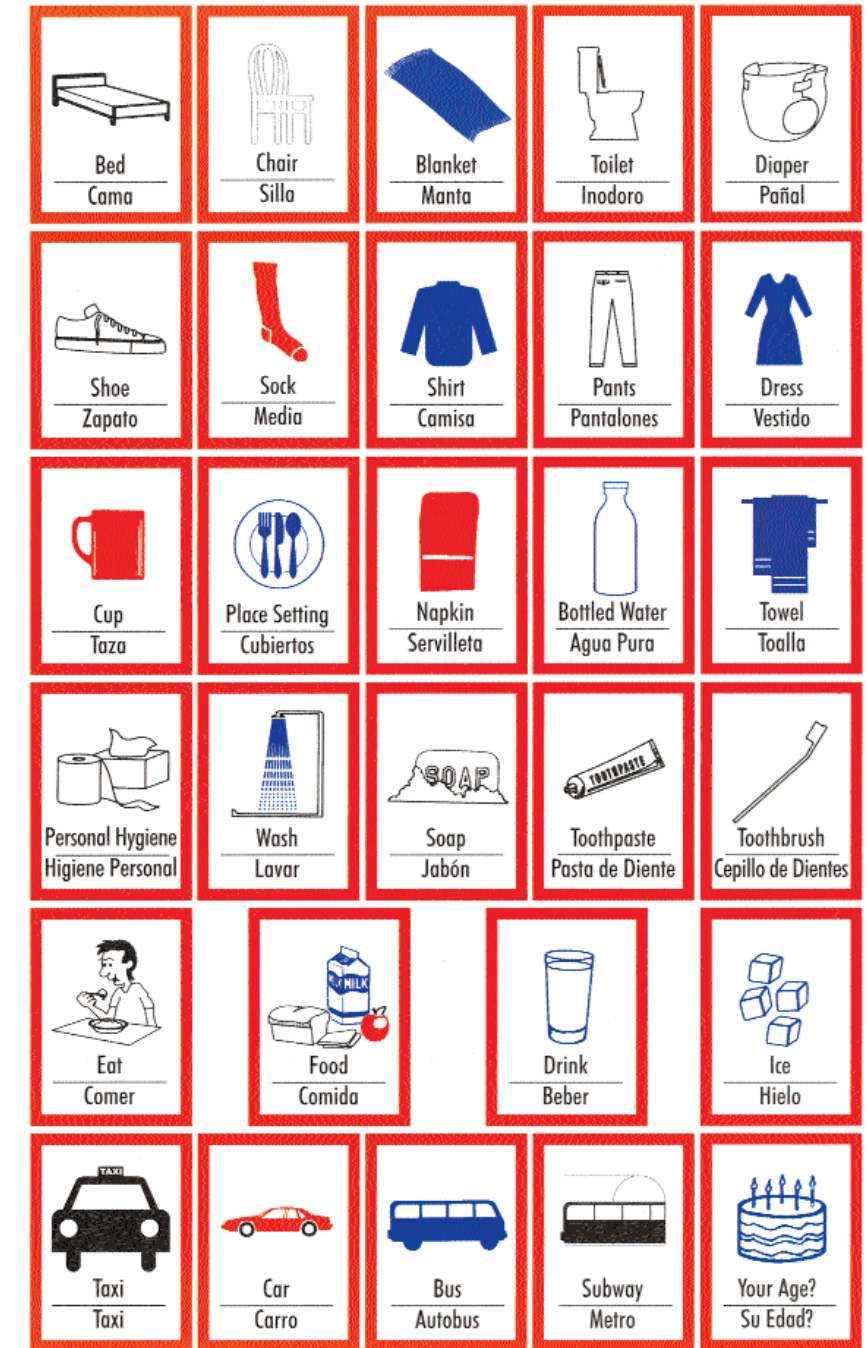 Bed
Cama
Chair
Silla
Blanket
Manta
Toilet
Inodoro
Diaper
Pañal
Shoe
Zapato
Sock
Media
Shirt
Camisa
Pants
Pantalones
Dress
Vestido
Cup
Taza
Place Setting
Cubiertos
Napkin
Servilleta
Bottled Water
Agua Pura
Towel
Toalla
Personal Hygiene
Higiene Personal
Wash
Lavar
SOAP
Soap
Jabón
TOOTHPASTE
Toothpaste
Pasta de Diente
Toothbrush
Cepillo de Dientes
Eat
Comer
MILK
Food
Comida
Drink
Beber
Ice
Hielo
TAXI
Taxi
Taxi
Car
Carro
Bus
Autobus
Subway
Metro
Your Age?
Su Edad?